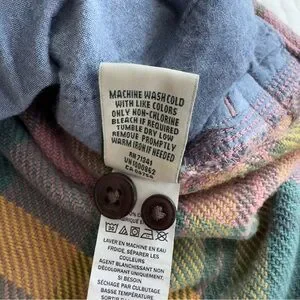 MACHINE WASH COLD
WITH LIKE COLORS
ONLY NON-CHLORINE
BLEACH IF REQUIRED
TUMBLE DRY LOW
REMOVE PROMPTLY
WARM IRON IF NEEDED
RN 71341
LAVER EN MACHINE EN EAU
FROIDE, SÉPARER LES
COULEURS
AGENT BLANCHISSANT NON
DÉCOLORANT UNIQUEMENT,
SI BESOIN
SÉCHAGE PAR CULBUTAGE
BASSE TEMPÉRATURE